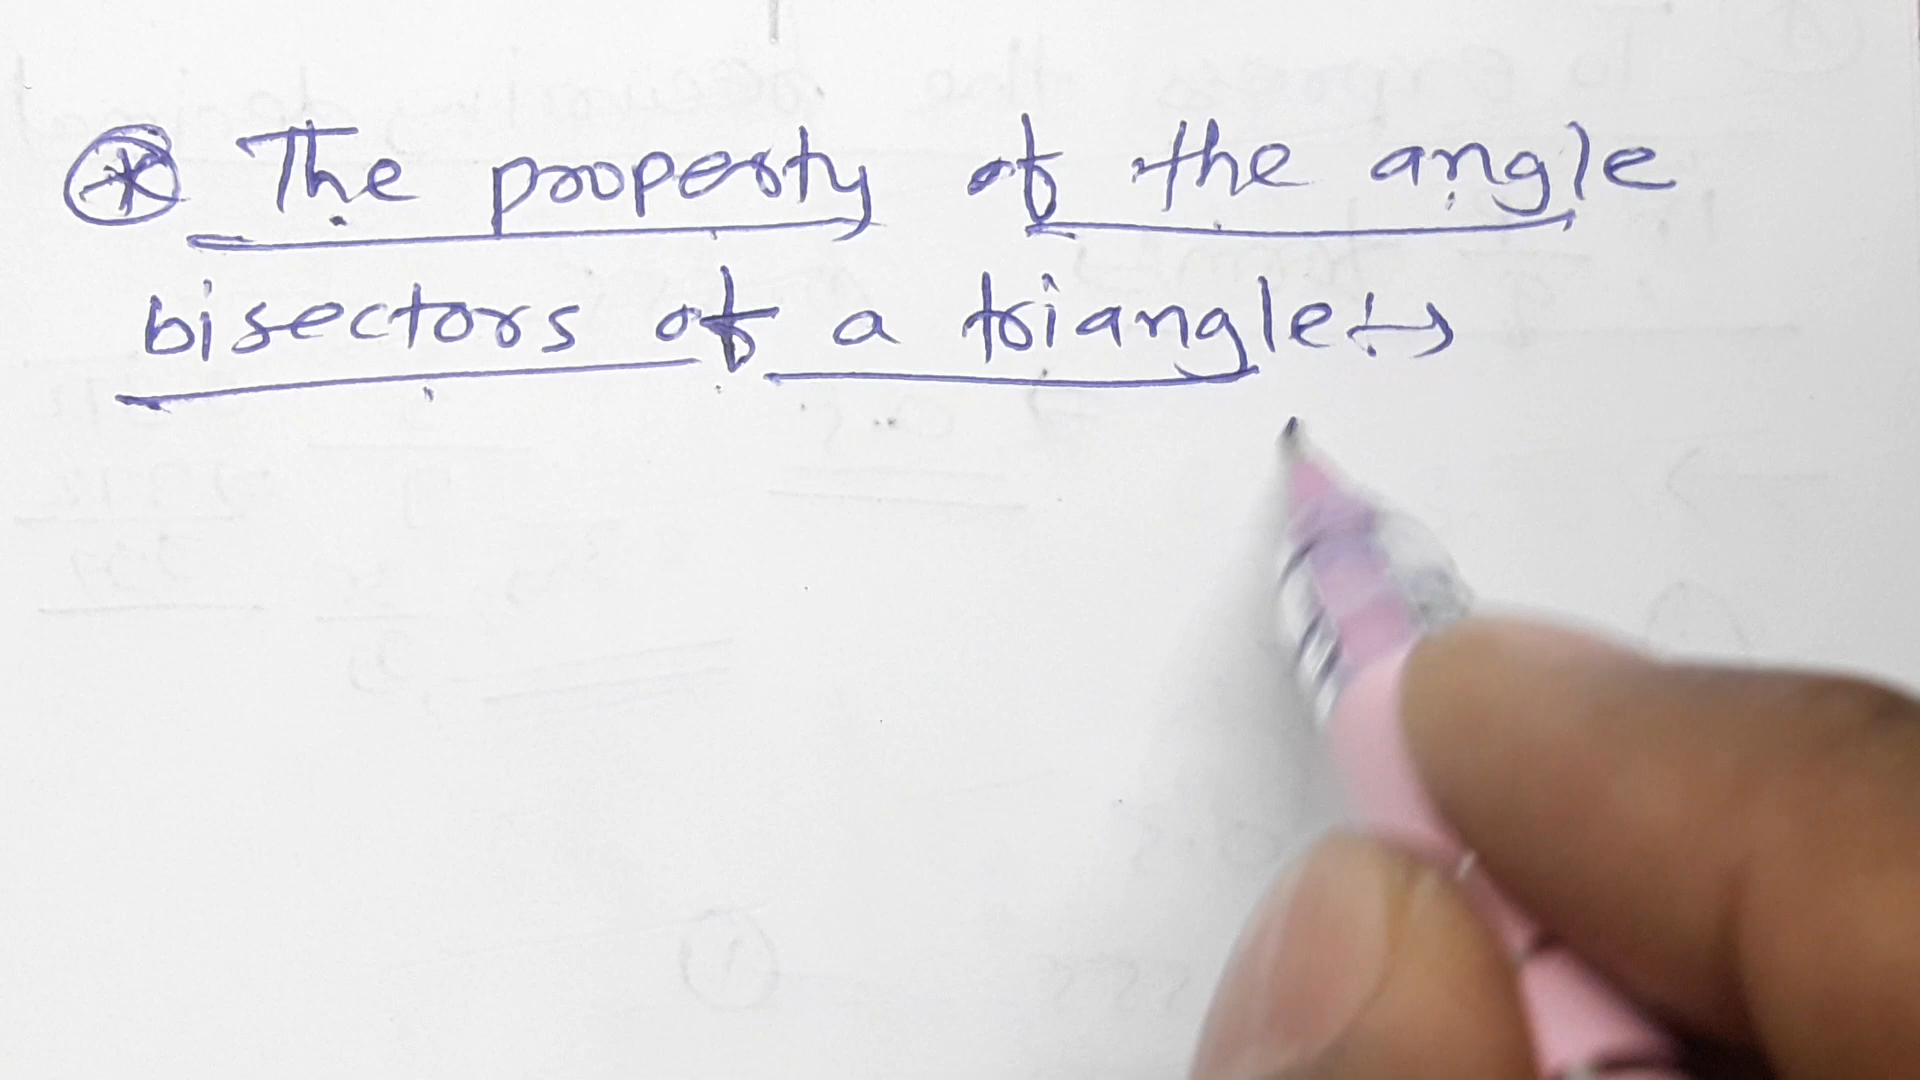 * The property of the angle
bisectors of a triangle:→